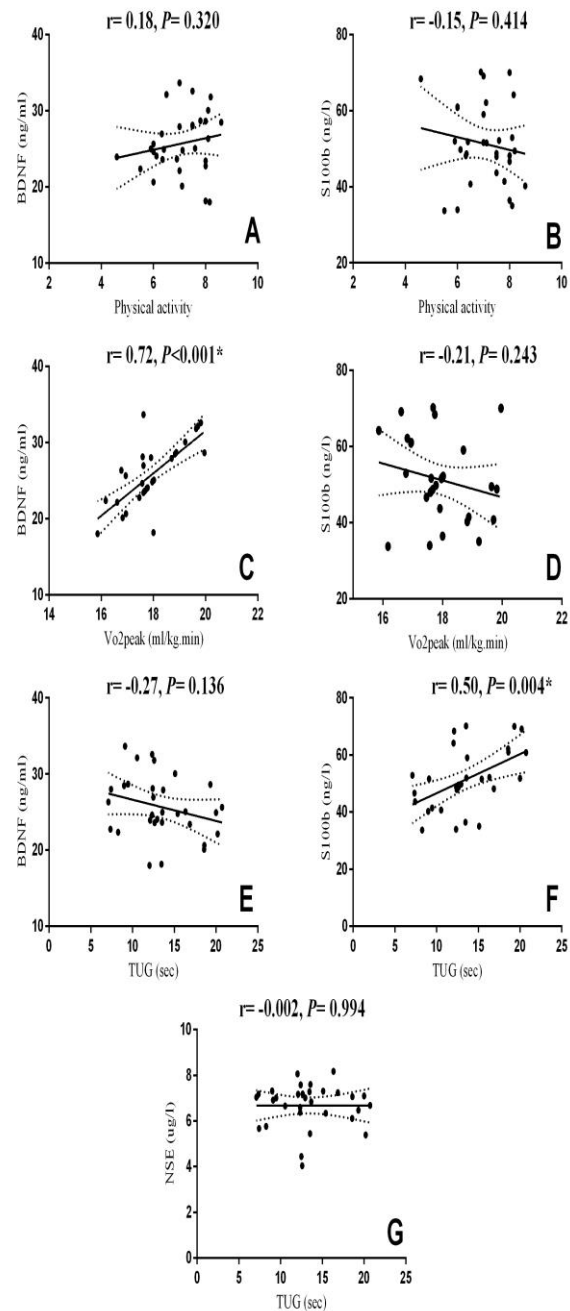 r= 0.18, P= 0.320
BDNF (ng/ml)
40
30
20
10
2 4 6 8 10
Physical activity
A
r= -0.15, P= 0.414
S100b (ng/l)
80
60
40
20
2 4 6 8 10
Physical activity
B
r= 0.72, P<0.001*
BDNF (ng/ml)
40
30
20
10
14 16 18 20 22
Vo2peak (ml/kg.min)
C
r= -0.21, P= 0.243
S100b (ng/l)
80
60
40
20
16 18 20 22
Vo2peak (ml/kg.min)
D
r= -0.27, P= 0.136
BDNF (ng/ml)
40
30
20
10
0 5 10 15 20 25
TUG (sec)
E
r= 0.50, P= 0.004*
S100b (ng/l)
80
60
40
20
0
0 5 10 15 20 25
TUG (sec)
F
r= -0.002, P= 0.994
NSE (ug/l)
10
8
6
4
2
0
0 5 10 15 20 25
TUG (sec)
G